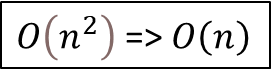 O(n²) => O(n)